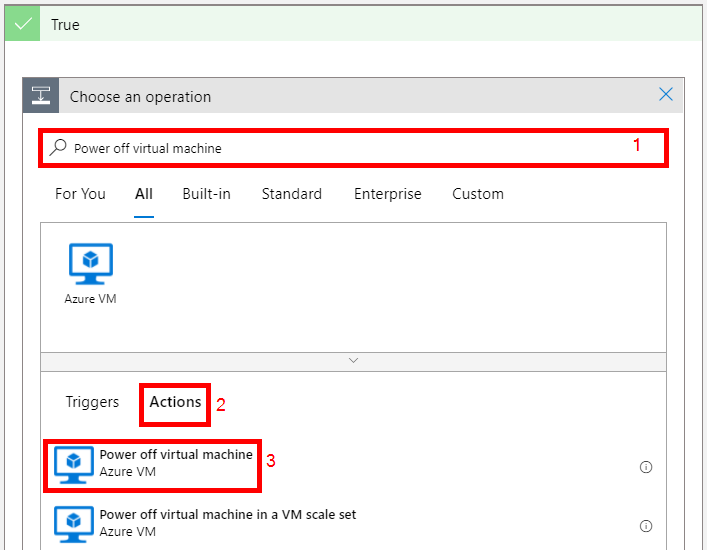 True
Choose an operation
Power off virtual machine 1
For You All Built-in Standard Enterprise Custom
Azure VM
Triggers Actions 2
Power off virtual machine 3
Azure VM
Power off virtual machine in a VM scale set
Azure VM